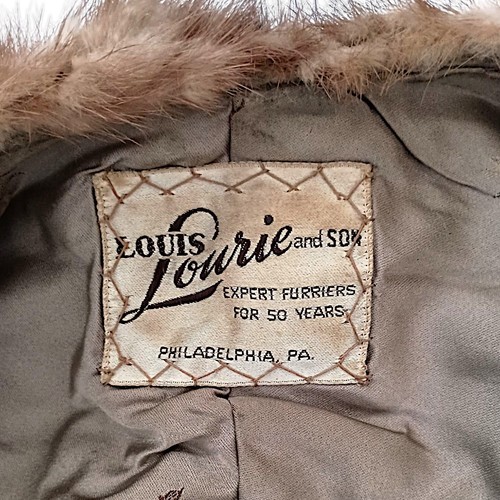 LOUIS Lourie and SON
EXPERT FURRIERS
FOR 50 YEARS
PHILADELPHIA, PA.